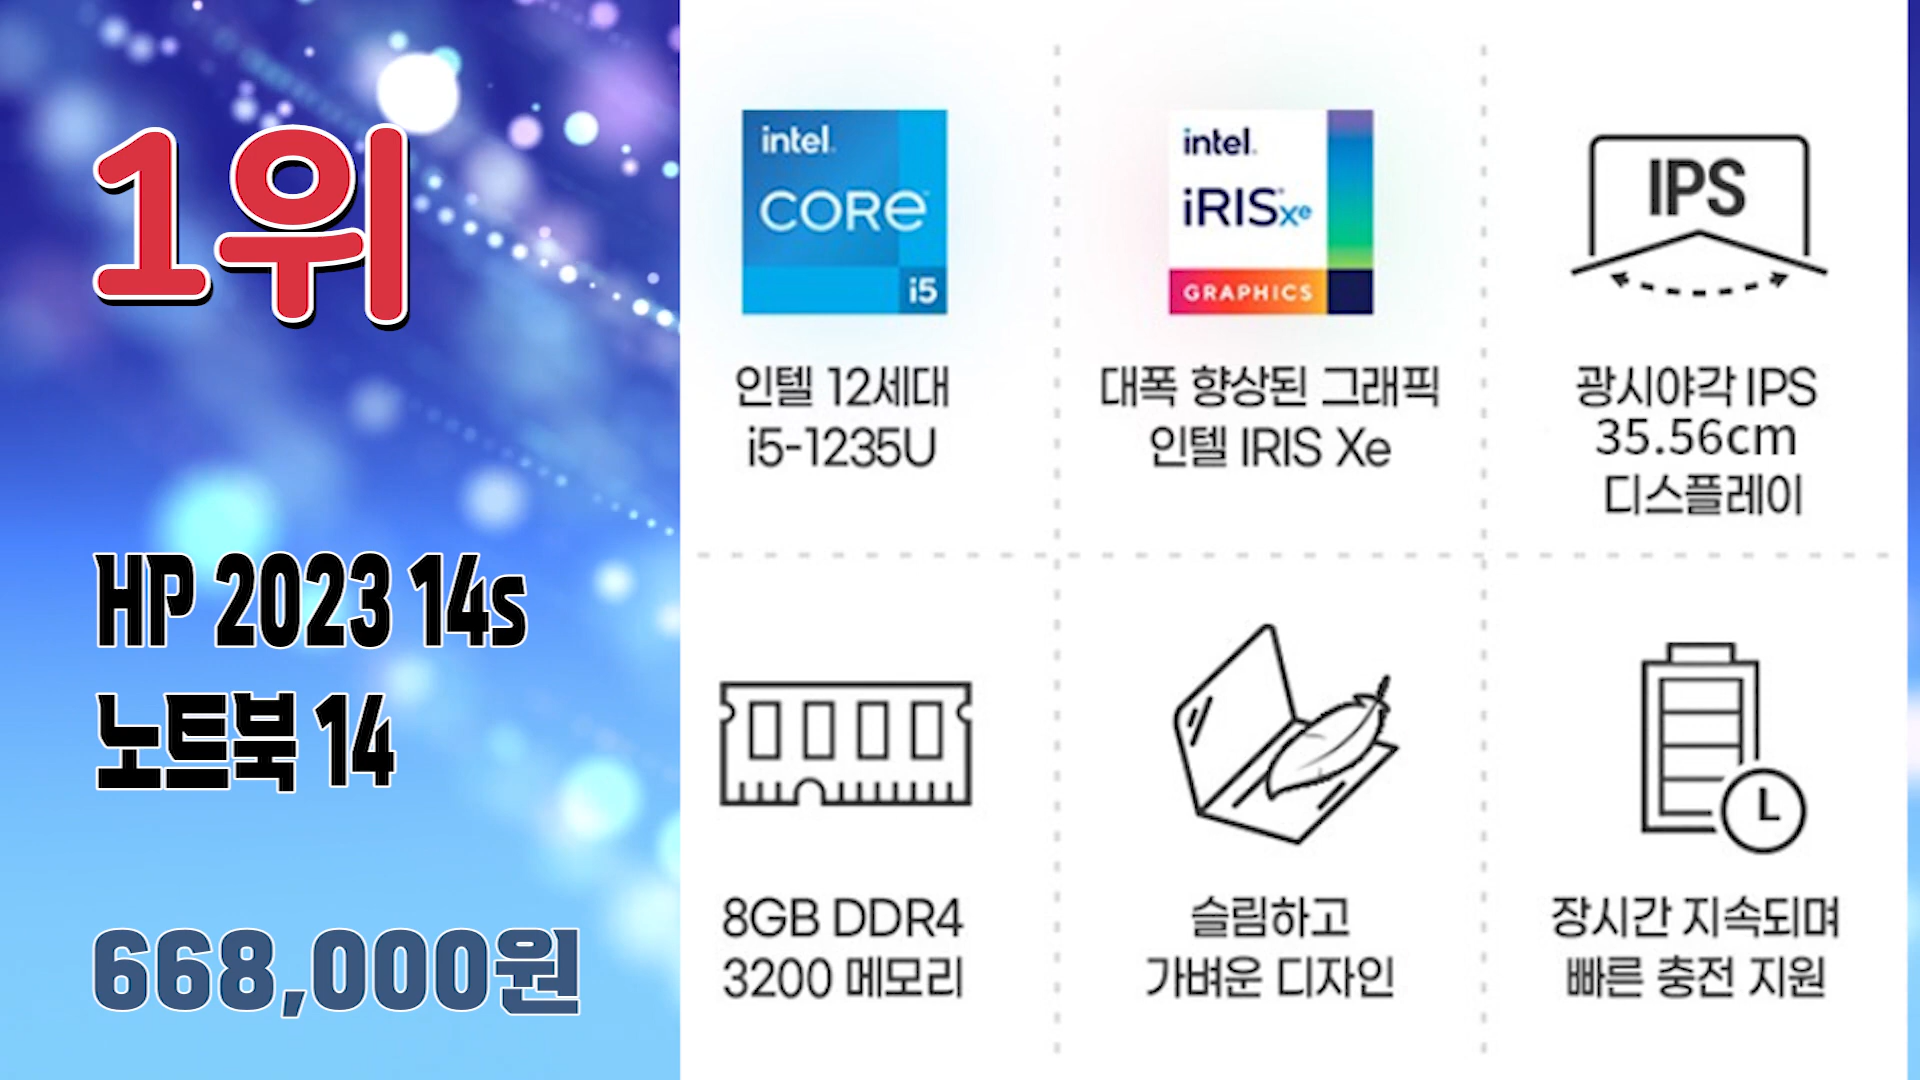 1위
HP 2023 14s
노트북 14
668,000원
intel.
CORE
i5
인텔 12세대
i5-1235U
intel.
iRISxe
GRAPHICS
대폭 향상된 그래픽
인텔 IRIS Xe
IPS
광시야각 IPS
35.56cm
디스플레이
8GB DDR4
3200 메모리
슬림하고
가벼운 디자인
장시간 지속되며
빠른 충전 지원